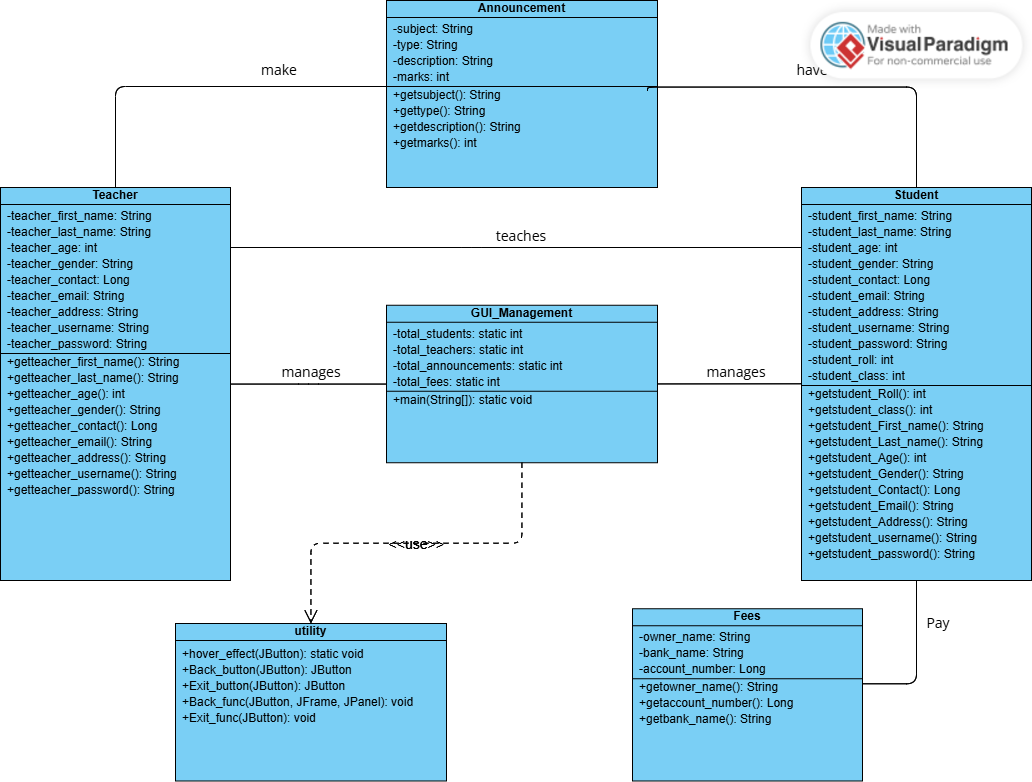 Announcement
-subject: String
-type: String
-description: String
-marks: int
+getsubject(): String
+gettype(): String
+getdescription(): String
+getmarks(): int
Made with
Visual Paradigm
For non-commercial use
make
have
Teacher
-teacher_first_name: String
-teacher_last_name: String
-teacher_age: int
-teacher_gender: String
-teacher_contact: Long
-teacher_email: String
-teacher_address: String
-teacher_username: String
-teacher_password: String
+getteacher_first_name(): String
+getteacher_last_name(): String
+getteacher_age(): int
+getteacher_gender(): String
+getteacher_contact(): Long
+getteacher_email(): String
+getteacher_address(): String
+getteacher_username(): String
+getteacher_password(): String
teaches
Student
-student_first_name: String
-student_last_name: String
-student_age: int
-student_gender: String
-student_contact: Long
-student_email: String
-student_address: String
-student_username: String
-student_password: String
-student_roll: int
-student_class: int
+getstudent_Roll(): int
+getstudent_class(): int
+getstudent_First_name(): String
+getstudent_Last_name(): String
+getstudent_Age(): int
+getstudent_Gender(): String
+getstudent_Contact(): Long
+getstudent_Email(): String
+getstudent_Address(): String
+getstudent_username(): String
+getstudent_password(): String
GUI_Management
-total_students: static int
-total_teachers: static int
-total_announcements: static int
-total_fees: static int
+main(String[]): static void
manages
manages
<<use>>
utility
+hover_effect(JButton): static void
+Back_button(JButton): JButton
+Exit_button(JButton): JButton
+Back_func(JButton, JFrame, JPanel): void
+Exit_func(JButton): void
Fees
-owner_name: String
-bank_name: String
-account_number: Long
+getowner_name(): String
+getaccount_number(): Long
+getbank_name(): String
Pay